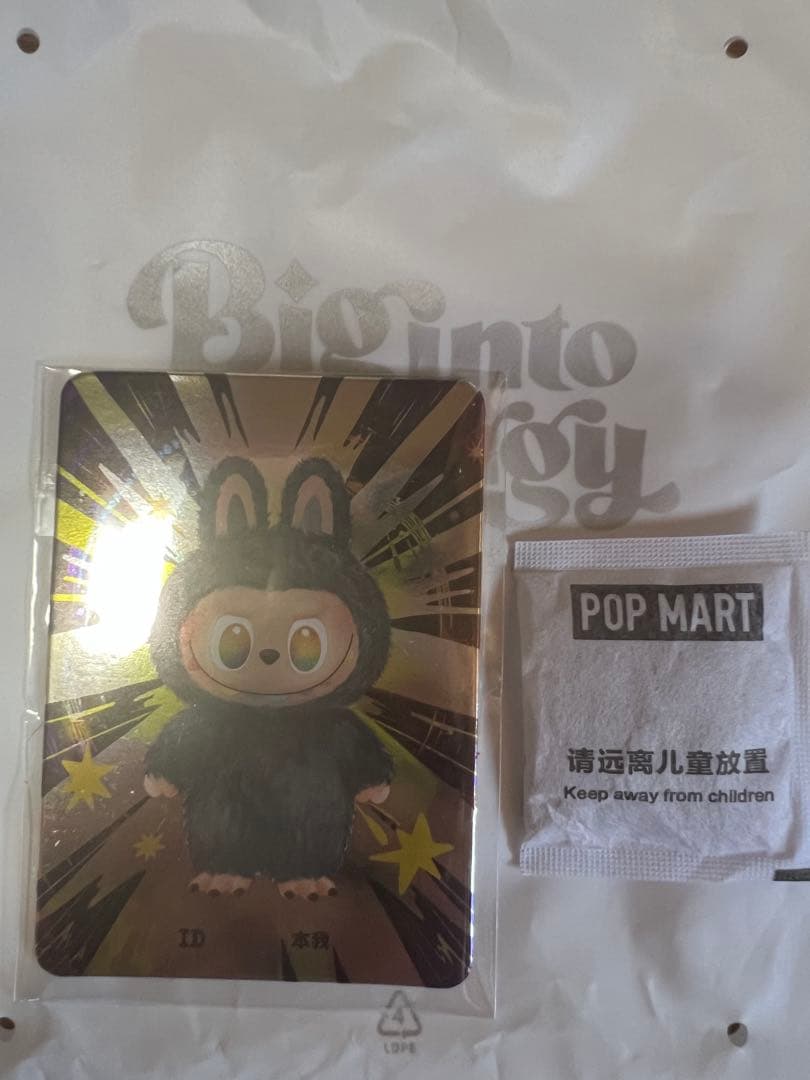 Big into
gy
POP MART
请远离儿童放置
Keep away from children
ID 本我
4
LDPE